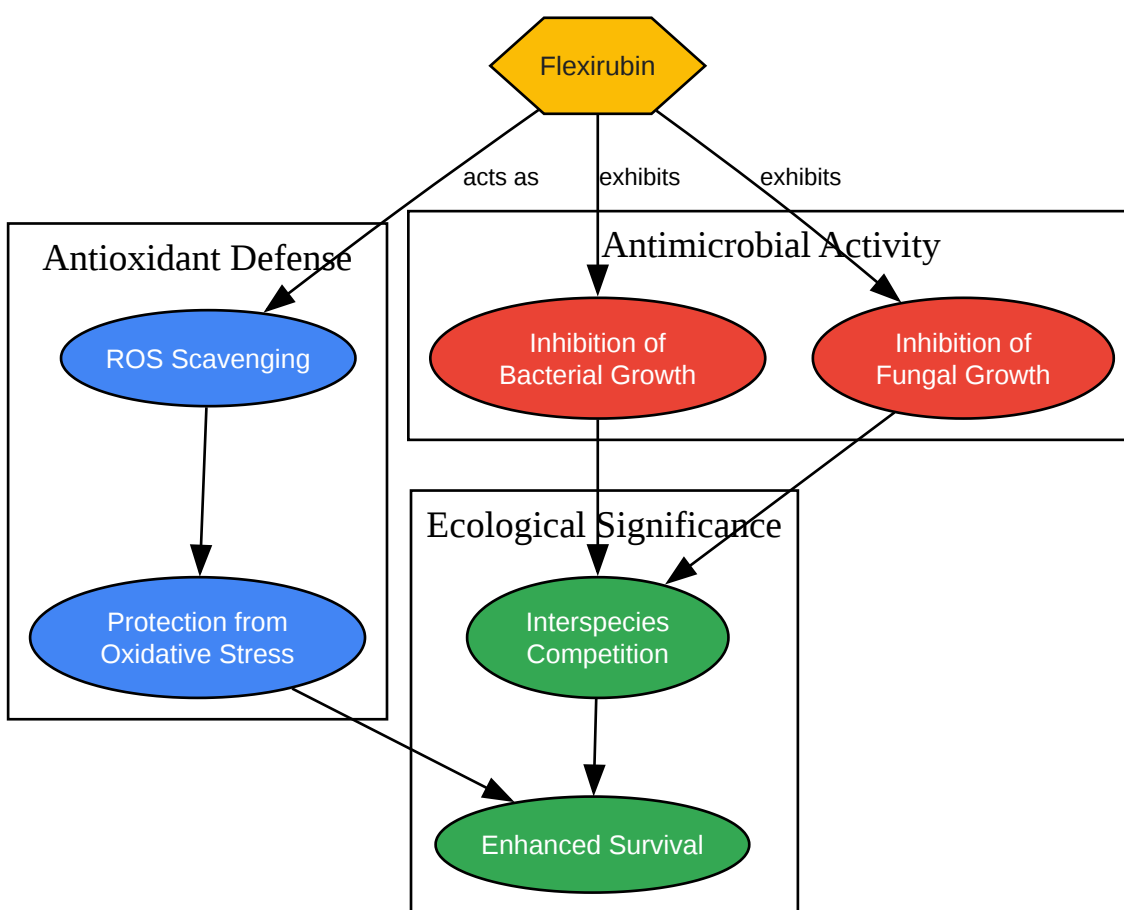 Flexirubin
acts as
exhibits
exhibits
Antioxidant Defense
Antimicrobial Activity
ROS Scavenging
Inhibition of
Bacterial Growth
Inhibition of
Fungal Growth
Ecological Significance
Protection from
Oxidative Stress
Interspecies
Competition
Enhanced Survival